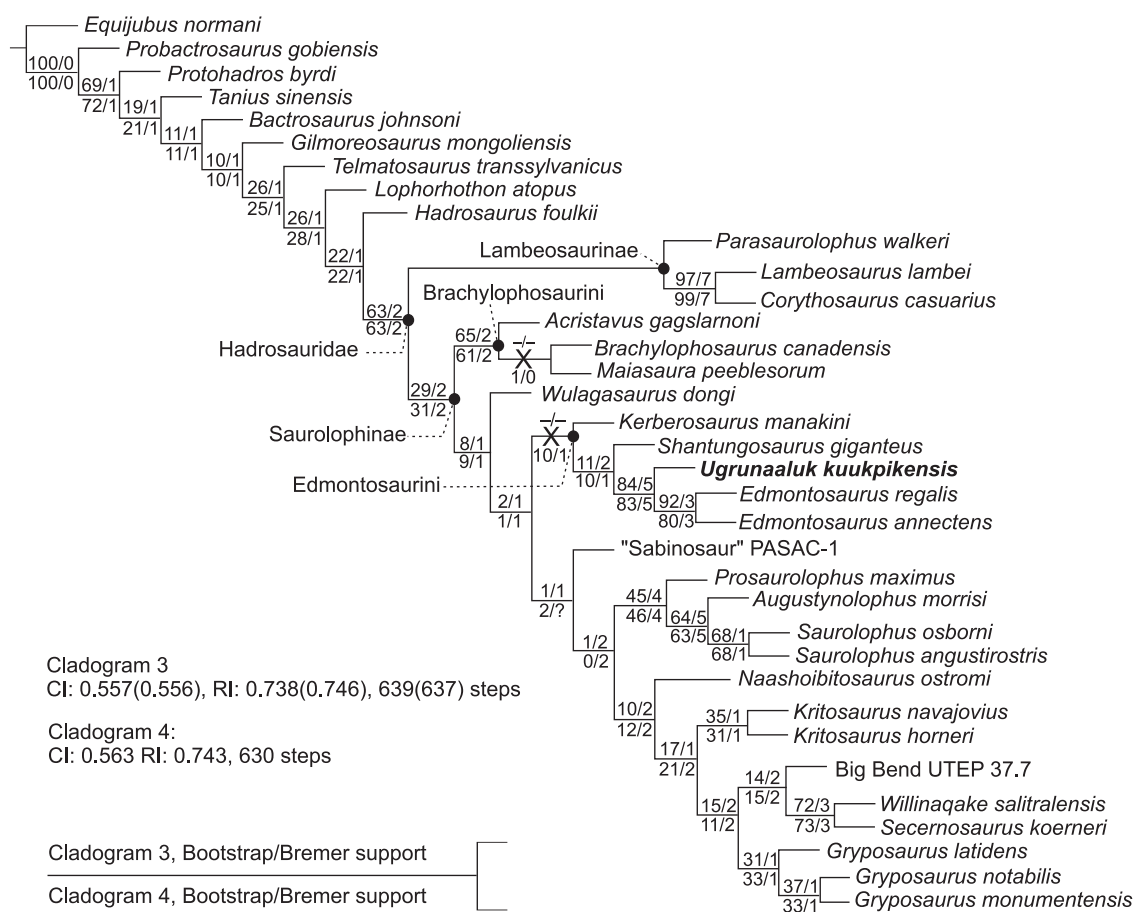 Equijubus normani
Probactrosaurus gobiensis
100/0
100/0
Protohadros byrdi
69/1
72/1
Tanius sinensis
19/1
21/1
Bactrosaurus johnsoni
11/1
11/1
Gilmoreosaurus mongoliensis
10/1
10/1
Telmatosaurus transsylvanicus
26/1
25/1
Lophorhothon atopus
26/1
28/1
Hadrosaurus foulkii
22/1
22/1
Lambeosaurinae
Parasaurolophus walkeri
97/7
99/7
Lambeosaurus lambei
Corythosaurus casuarius
63/2
63/2
Hadrosauridae
Brachylophosaurini
65/2
61/2
Acristavus gagslarnoni
-/-
X
1/0
Brachylophosaurus canadensis
Maiasaura peeblesorum
29/2
31/2
Saurolophinae
Wulagasaurus dongi
8/1
9/1
Edmontosaurini
-/-
X
10/1
Kerberosaurus manakini
11/2
10/1
Shantungosaurus giganteus
84/5
83/5
Ugrunaaluk kuukpikensis
92/3
80/3
Edmontosaurus regalis
Edmontosaurus annectens
2/1
1/1
"Sabinosaur" PASAC-1
1/1
2/?
45/4
46/4
Prosaurolophus maximus
64/5
63/5
Augustynolophus morrisi
68/1
68/1
Saurolophus osborni
Saurolophus angustirostris
1/2
0/2
Naashoibitosaurus ostromi
10/2
12/2
35/1
31/1
Kritosaurus navajovius
Kritosaurus horneri
17/1
21/2
14/2
15/2
Big Bend UTEP 37.7
72/3
73/3
Willinaqake salitralensis
Secernosaurus koerneri
15/2
11/2
31/1
33/1
Gryposaurus latidens
37/1
33/1
Gryposaurus notabilis
Gryposaurus monumentensis
Cladogram 3
CI: 0.557(0.556), RI: 0.738(0.746), 639(637) steps
Cladogram 4:
CI: 0.563 RI: 0.743, 630 steps
Cladogram 3, Bootstrap/Bremer support
Cladogram 4, Bootstrap/Bremer support